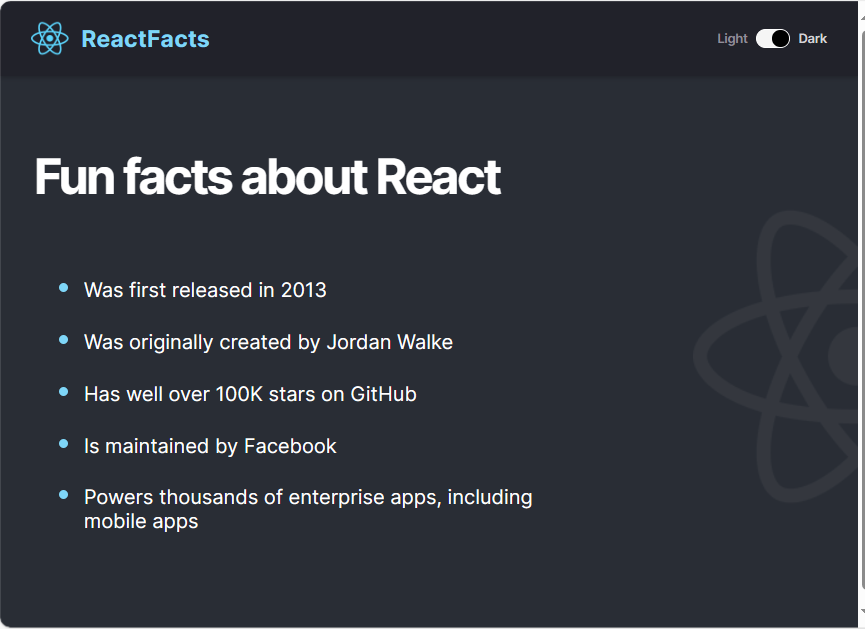 ReactFacts
Light Dark
Fun facts about React
Was first released in 2013
Was originally created by Jordan Walke
Has well over 100K stars on GitHub
Is maintained by Facebook
Powers thousands of enterprise apps, including
mobile apps